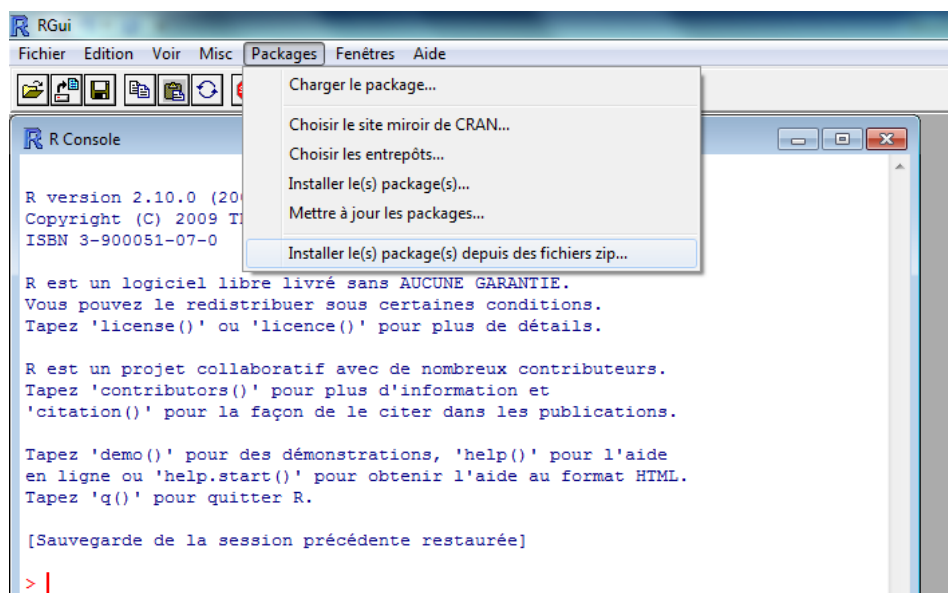 RGui
Fichier Edition Voir Misc Packages Fenêtres Aide
Charger le package...
Choisir le site miroir de CRAN...
Choisir les entrepôts...
Installer le(s) package(s)...
Mettre à jour les packages...
Installer le(s) package(s) depuis des fichiers zip...
R Console
R version 2.10.0
Copyright (C) 2009
ISBN 3-900051-07-0
R est un logiciel libre livré sans AUCUNE GARANTIE.
Vous pouvez le redistribuer sous certaines conditions.
Tapez 'license()' ou 'licence()' pour plus de détails.
R est un projet collaboratif avec de nombreux contributeurs.
Tapez 'contributors()' pour plus d'information et
'citation()' pour la façon de le citer dans les publications.
Tapez 'demo()' pour des démonstrations, 'help()' pour l'aide
en ligne ou 'help.start()' pour obtenir l'aide au format HTML.
Tapez 'q()' pour quitter R.
[Sauvegarde de la session précédente restaurée]
>